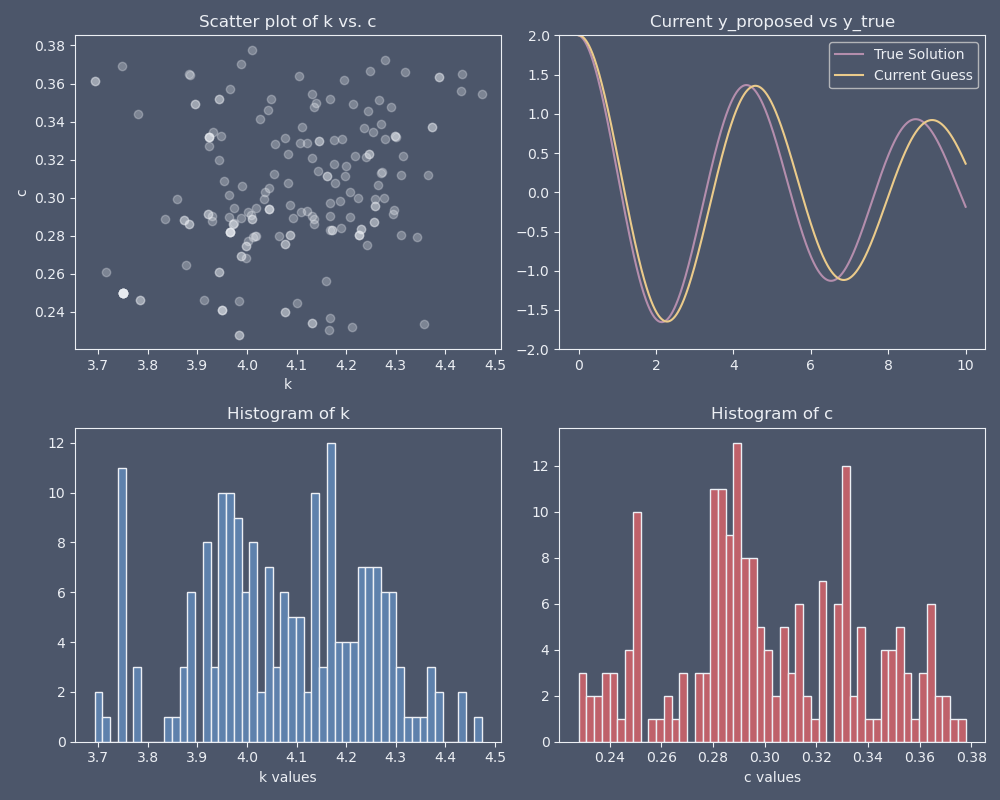 Scatter plot of k vs. c
c
0.38
0.36
0.34
0.32
0.30
0.28
0.26
0.24
3.7 3.8 3.9 4.0 4.1 4.2 4.3 4.4 4.5
k
Current y_proposed vs y_true
True Solution
Current Guess
2.0
1.5
1.0
0.5
0.0
−0.5
−1.0
−1.5
−2.0
0 2 4 6 8 10
Histogram of k
12
10
8
6
4
2
0
3.7 3.8 3.9 4.0 4.1 4.2 4.3 4.4 4.5
k values
Histogram of c
12
10
8
6
4
2
0
0.24 0.26 0.28 0.30 0.32 0.34 0.36 0.38
c values